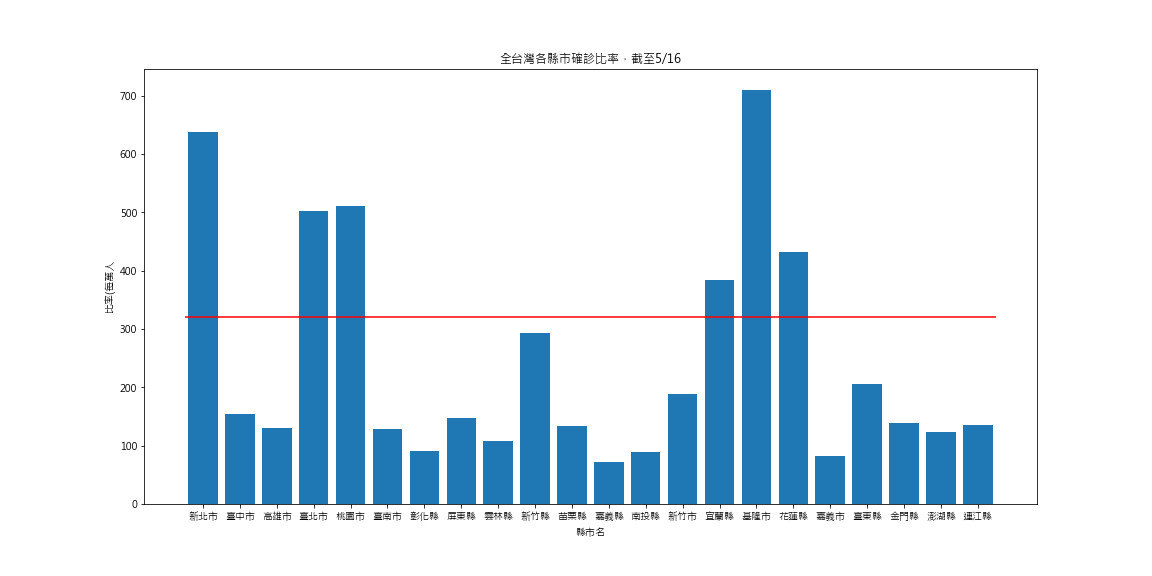 全台灣各縣市確診比率，截至5/16
比率(每萬人
700
600
500
400
300
200
100
0
新北市 臺中市 高雄市 臺北市 桃園市 臺南市 彰化縣 屏東縣 雲林縣 新竹縣 苗栗縣 嘉義縣 南投縣 新竹市 宜蘭縣 基隆市 花蓮縣 嘉義市 臺東縣 金門縣 澎湖縣 連江縣
縣市名